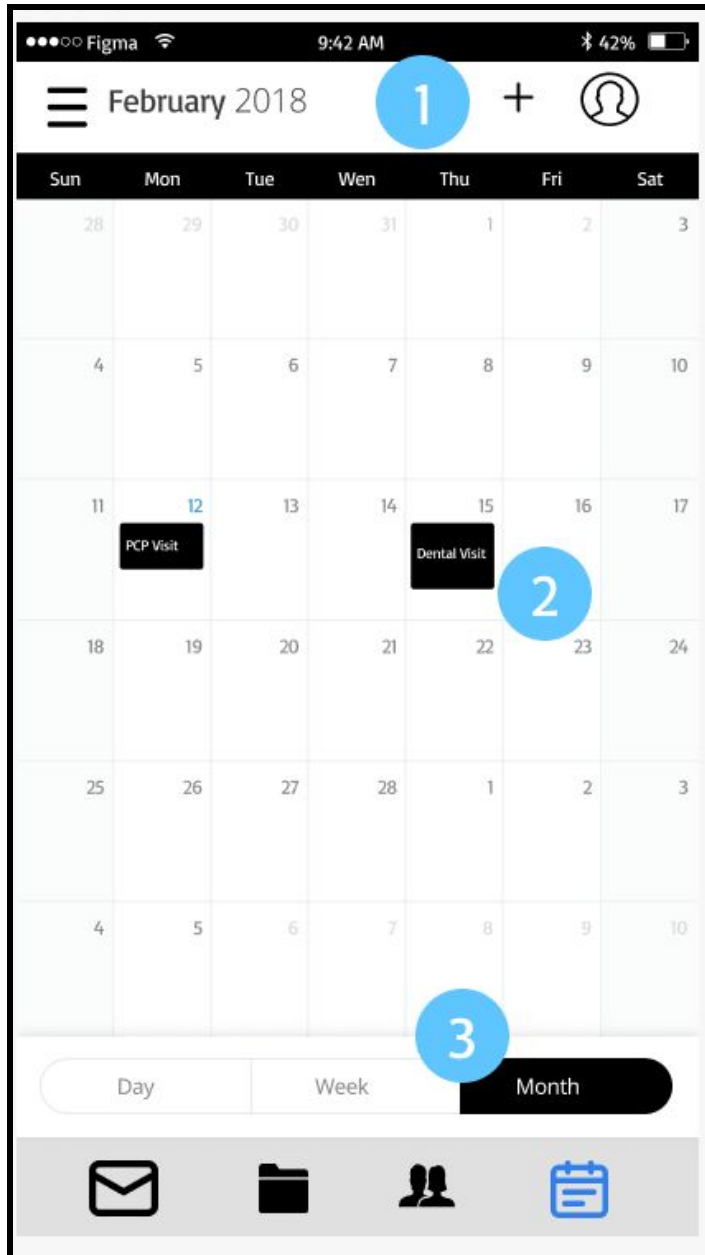 Figma 9:42 AM 42%
February 2018 1
Sun Mon Tue Wen Thu Fri Sat
28 29 30 31 1 2 3
4 5 6 7 8 9 10
11 12 13 14 15 16 17
PCP Visit Dental Visit
2
18 19 20 21 22 23 24
25 26 27 28 1 2 3
4 5 6 7 8 9 10
3
Day Week Month